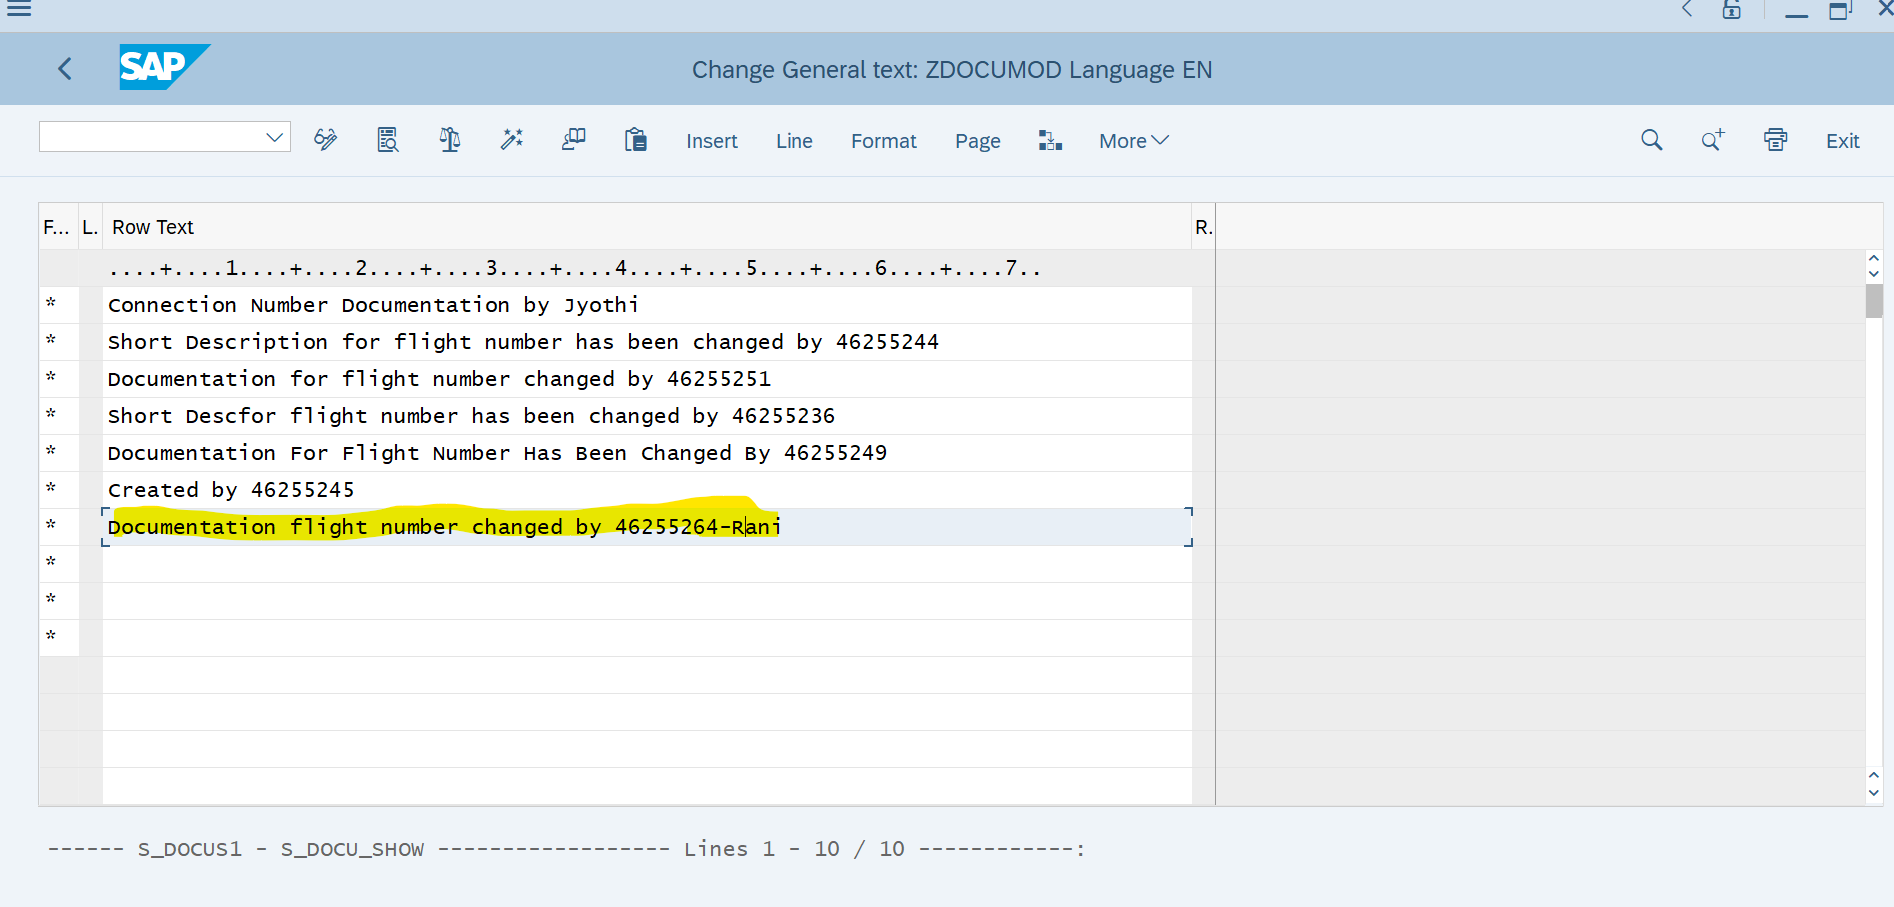 SAP
Change General text: ZDOCUMOD Language EN
Insert Line Format Page More Exit
F... L. Row Text R.
....+....1....+....2....+....3....+....4....+....5....+....6....+....7..
* Connection Number Documentation by Jyothi
* Short Description for flight number has been changed by 46255244
* Documentation for flight number changed by 46255251
* Short Descfor flight number has been changed by 46255236
* Documentation For Flight Number Has Been Changed By 46255249
* Created by 46255245
* Documentation flight number changed by 46255264-Rani
*
*
*
------ S_DOCUS1 - S_DOCU_SHOW ------------------ Lines 1 - 10 / 10 ------------: